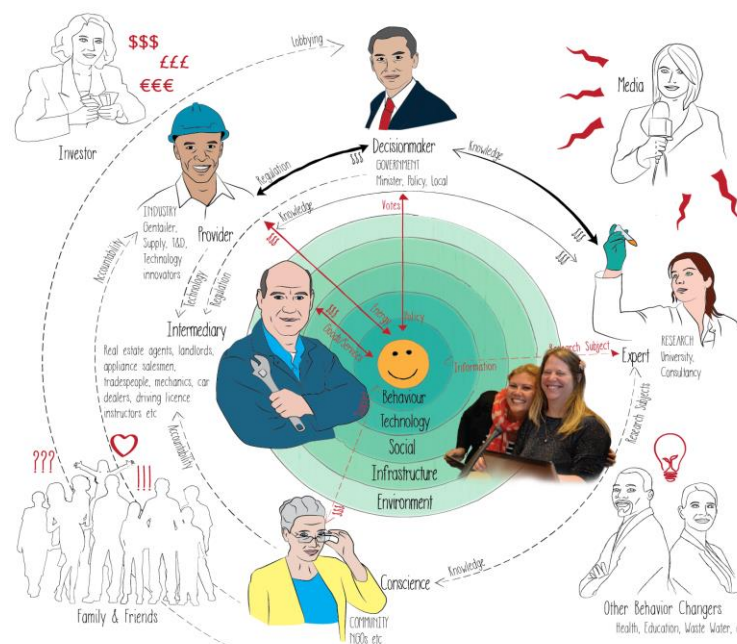 $$$
£££
€€€
Investor
Lobbying
Decisionmaker
GOVERNMENT
Minister, Policy, Local
Media
Regulation
$$$
Knowledge
Votes
Knowledge
$$$
$$$
INDUSTRY
Gentailer,
Supply, T&D,
Technology
innovators
Provider
$$$
Accountability
Technology
Regulation
Intermediary
Real estate agents, landlords,
appliance salesmen,
tradespeople, mechanics, car
dealers, driving licence
instructors etc
Energy
Policy
$$$
Goods/Services
Information
Research Subject
Expert
RESEARCH
University,
Consultancy
Behaviour
Technology
Social
Infrastructure
Environment
Accountability
Research Subjects
???
!!!
Family & Friends
$$$
Conscience
COMMUNITY
NGOs etc
Knowledge
Other Behavior Changers
Health, Education, Waste Water,